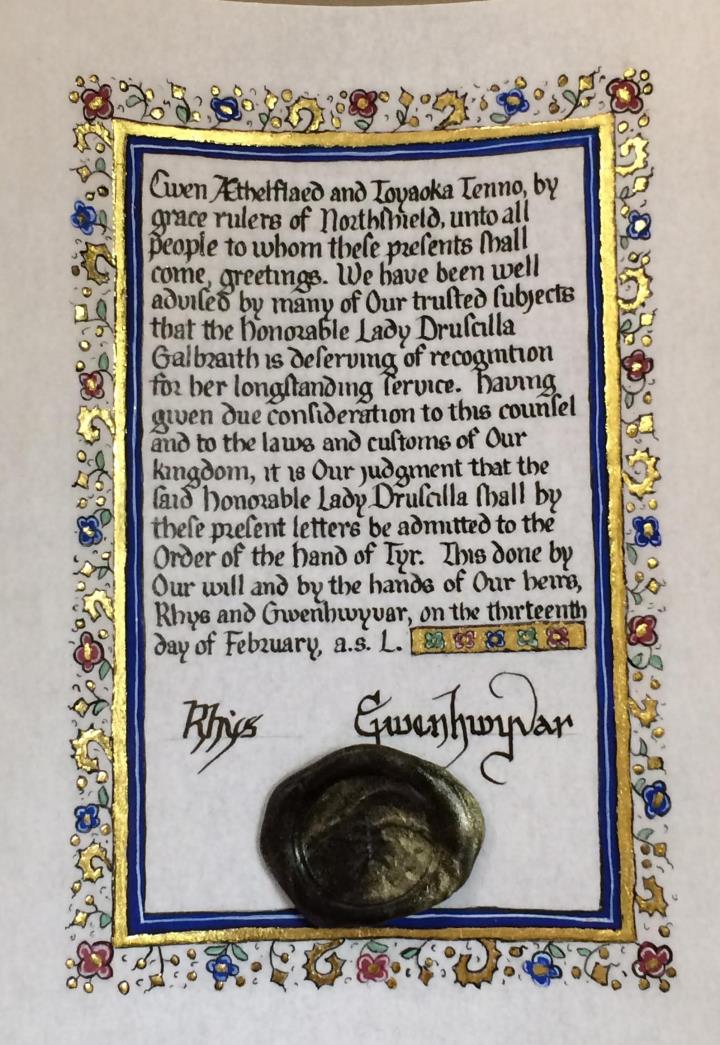 Cwen Æthelflaed and Toyaoka Tenno, by
grace rulers of Northſhield, unto all
people to whom theſe preſents ſhall
come, greetings. We have been well
adviſed by many of Our trusted ſubjects
that the Honorable Lady Druſcilla
Galbraith is deſerving of recognition
for her longſtanding ſervice. Having
given due conſideration to this counſel
and to the laws and customs of Our
kingdom, it is Our judgment that the
ſaid Honorable Lady Druſcilla ſhall by
theſe preſent letters be admitted to the
Order of the Hand of Tyr. This done by
Our will and by the hands of Our heirs,
Rhys and Gwenhwyvar, on the thirteenth
day of February, a.s. L.
Rhys Gwenhwyvar